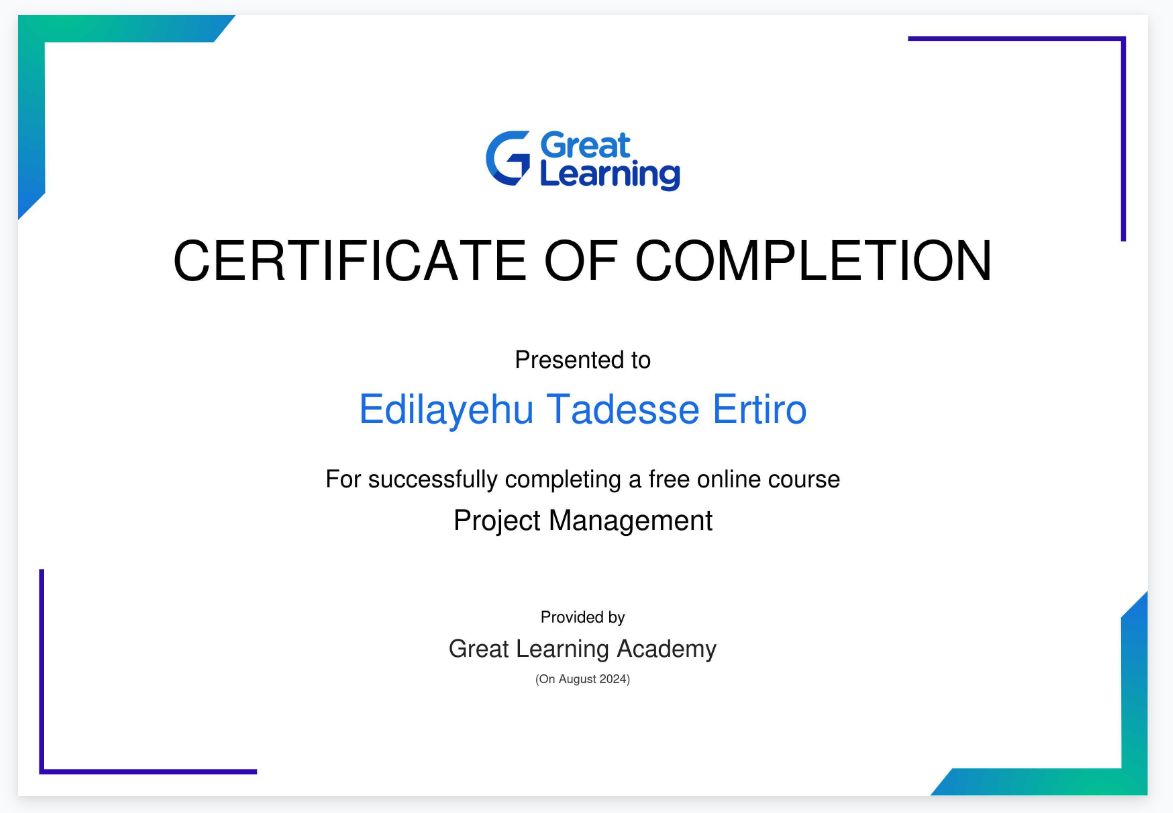 Great
Learning
CERTIFICATE OF COMPLETION
Presented to
Edilayehu Tadesse Ertiro
For successfully completing a free online course
Project Management
Provided by
Great Learning Academy
(On August 2024)